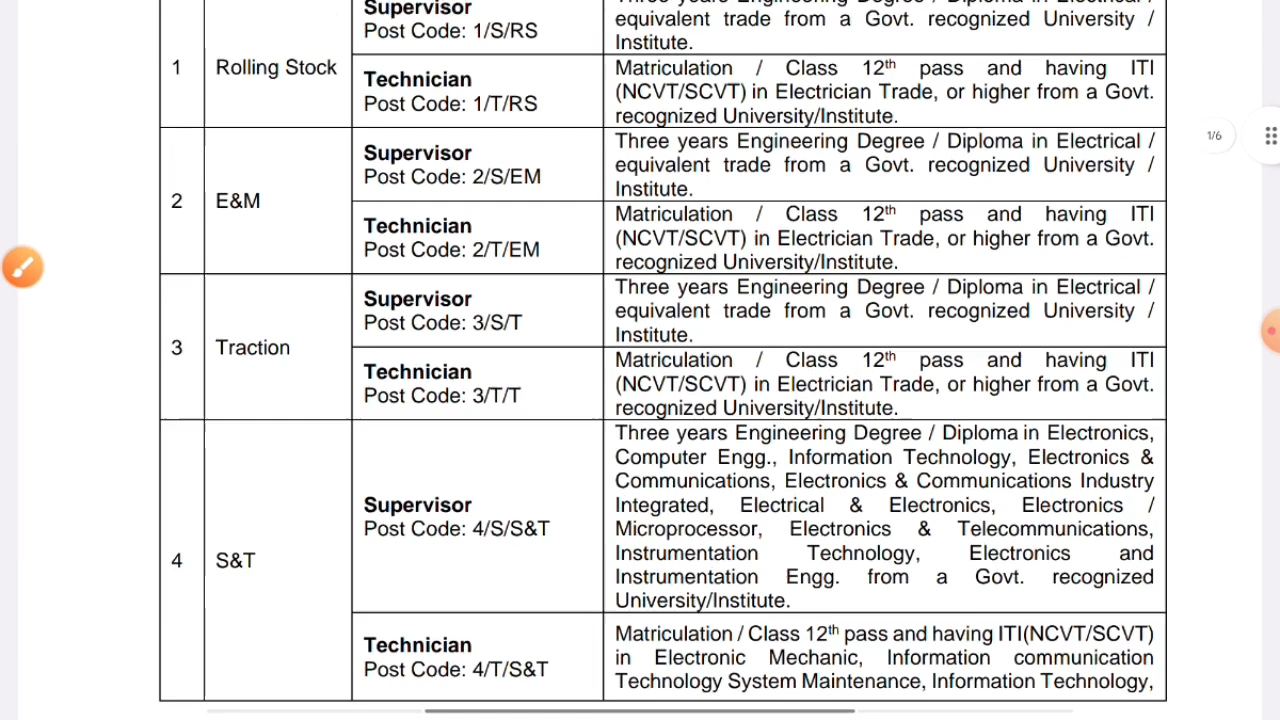 Supervisor
Post Code: 1/S/RS
Three years Engineering Degree / Diploma in Electrical /
equivalent trade from a Govt. recognized University /
Institute.
1
Rolling Stock
Technician
Post Code: 1/T/RS
Matriculation / Class 12th pass and having ITI
(NCVT/SCVT) in Electrician Trade, or higher from a Govt.
recognized University/Institute.
1/6
2
E&M
Supervisor
Post Code: 2/S/EM
Three years Engineering Degree / Diploma in Electrical /
equivalent trade from a Govt. recognized University /
Institute.
Technician
Post Code: 2/T/EM
Matriculation / Class 12th pass and having ITI
(NCVT/SCVT) in Electrician Trade, or higher from a Govt.
recognized University/Institute.
3
Traction
Supervisor
Post Code: 3/S/T
Three years Engineering Degree / Diploma in Electrical /
equivalent trade from a Govt. recognized University /
Institute.
Technician
Post Code: 3/T/T
Matriculation / Class 12th pass and having ITI
(NCVT/SCVT) in Electrician Trade, or higher from a Govt.
recognized University/Institute.
4
S&T
Supervisor
Post Code: 4/S/S&T
Three years Engineering Degree / Diploma in Electronics,
Computer Engg., Information Technology, Electronics &
Communications, Electronics & Communications Industry
Integrated, Electrical & Electronics, Electronics /
Microprocessor, Electronics & Telecommunications,
Instrumentation Technology, Electronics and
Instrumentation Engg. from a Govt. recognized
University/Institute.
Technician
Post Code: 4/T/S&T
Matriculation / Class 12th pass and having ITI(NCVT/SCVT)
in Electronic Mechanic, Information communication
Technology System Maintenance, Information Technology,